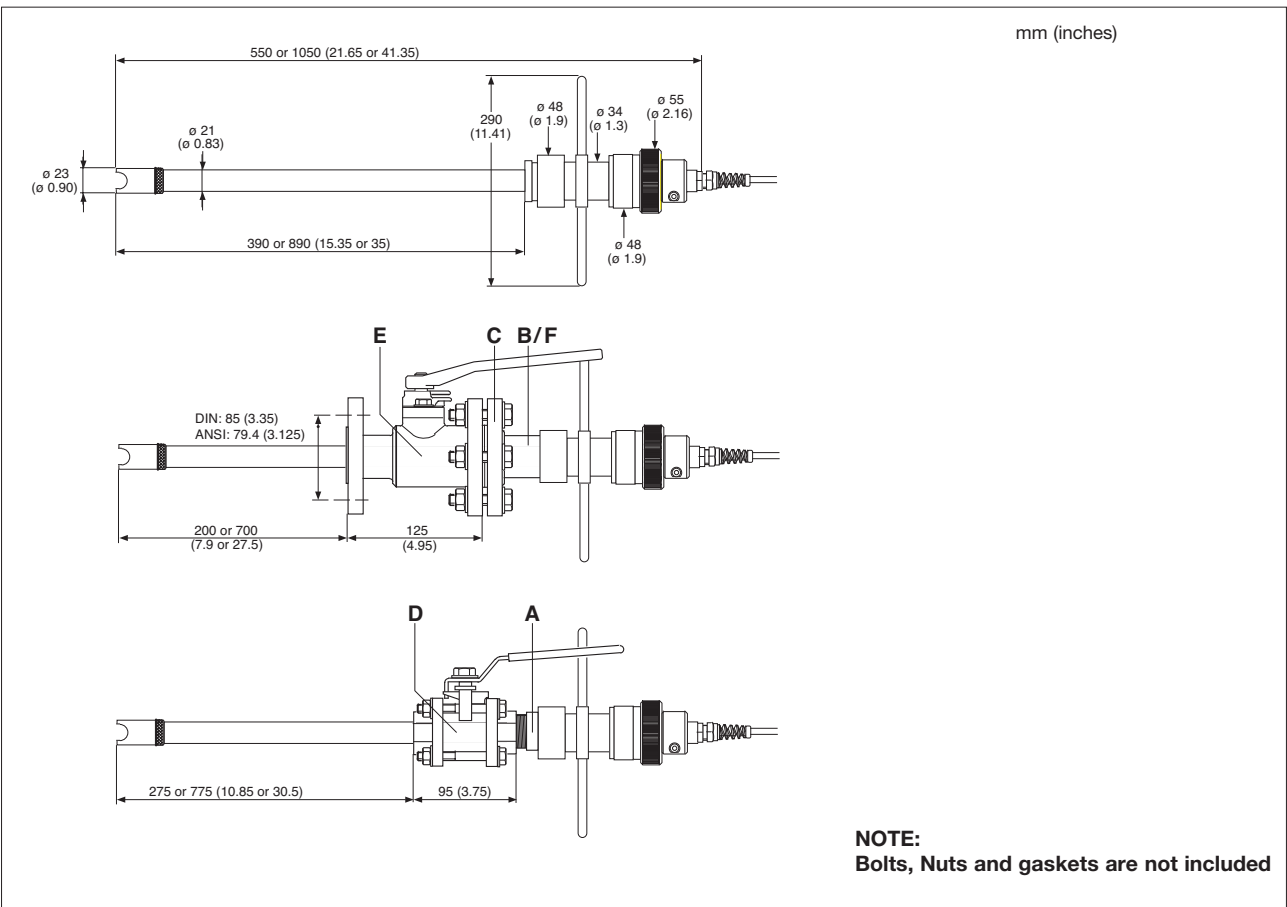 mm (inches)
550 or 1050 (21.65 or 41.35)
ø 48
(ø 1.9)
ø 34
(ø 1.3)
ø 55
(ø 2.16)
290
(11.41)
ø 21
(ø 0.83)
ø 23
(ø 0.90)
390 or 890 (15.35 or 35)
ø 48
(ø 1.9)
E
C
B/F
DIN: 85 (3.35)
ANSI: 79.4 (3.125)
200 or 700
(7.9 or 27.5)
125
(4.95)
D
A
275 or 775 (10.85 or 30.5)
95 (3.75)
NOTE:
Bolts, Nuts and gaskets are not included